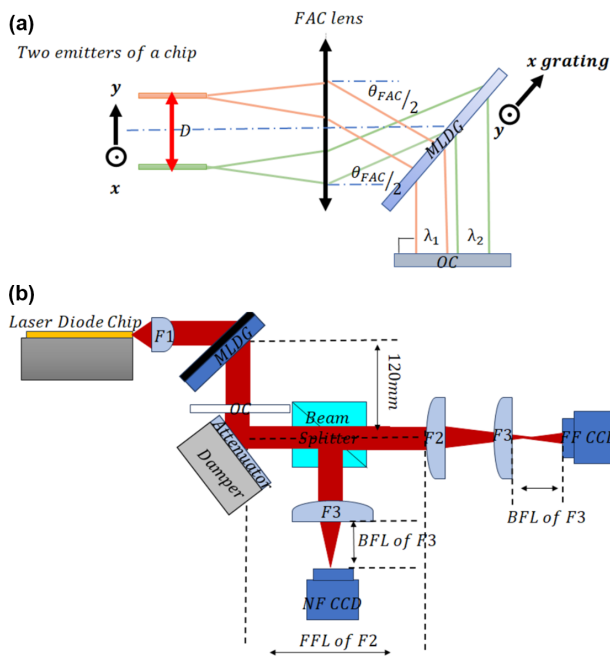 (a)
FAC lens
Two emitters of a chip
x grating
y
θ_FAC/2
D
MLDG
y
x
θ_FAC/2
λ₁
λ₂
OC
(b)
Laser Diode Chip
F1
MLDG
120mm
OC
Beam
Splitter
F2
F3
FF CCD
Attenuator
Damper
F3
BFL of F3
BFL of F3
NF CCD
FFL of F2